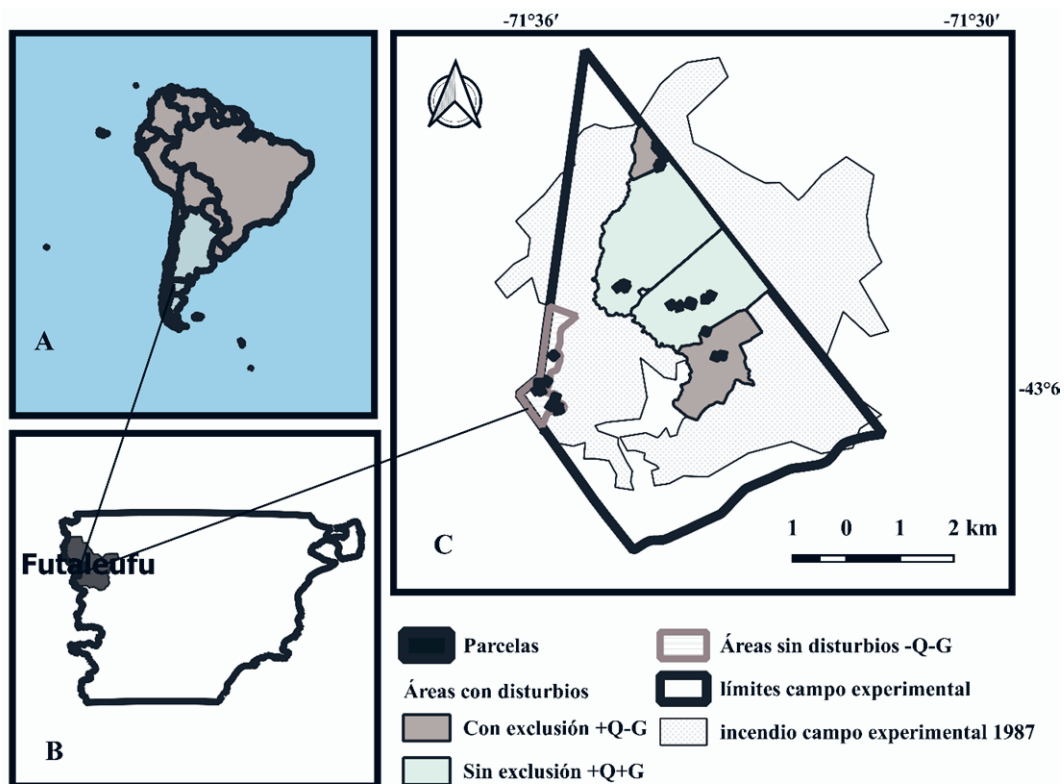 -71°36′
-71°30′
A
-43°6
C
1 0 1 2 km
Futaleufu
B
Parcelas
Áreas con disturbios
Con exclusión +Q-G
Sin exclusión +Q+G
Áreas sin disturbios -Q-G
límites campo experimental
incendio campo experimental 1987